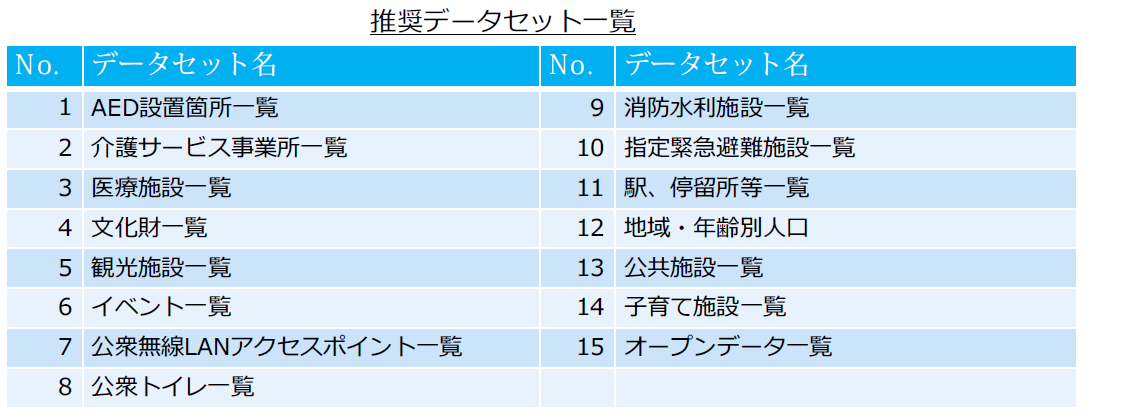 推奨データセット一覧
No. データセット名 No. データセット名
1 AED設置箇所一覧 9 消防水利施設一覧
2 介護サービス事業所一覧 10 指定緊急避難施設一覧
3 医療施設一覧 11 駅、停留所等一覧
4 文化財一覧 12 地域・年齢別人口
5 観光施設一覧 13 公共施設一覧
6 イベント一覧 14 子育て施設一覧
7 公衆無線LANアクセスポイント一覧 15 オープンデータ一覧
8 公衆トイレ一覧